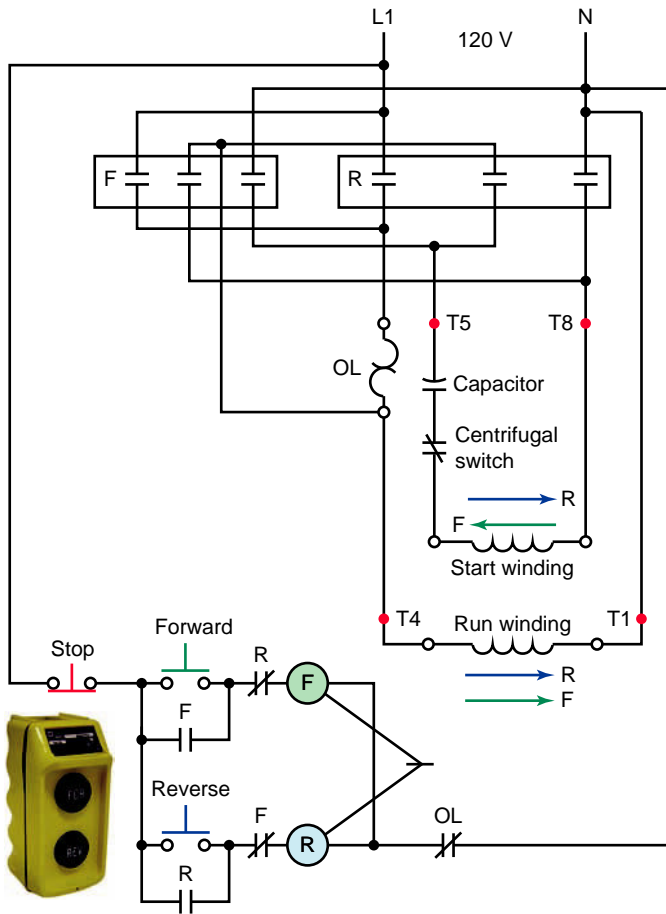 L1
120 V
N
F
R
T5
T8
OL
Capacitor
Centrifugal
switch
R
F
Start winding
T4
Run winding
T1
R
F
Stop
Forward
R
F
F
Reverse
F
R
OL
R